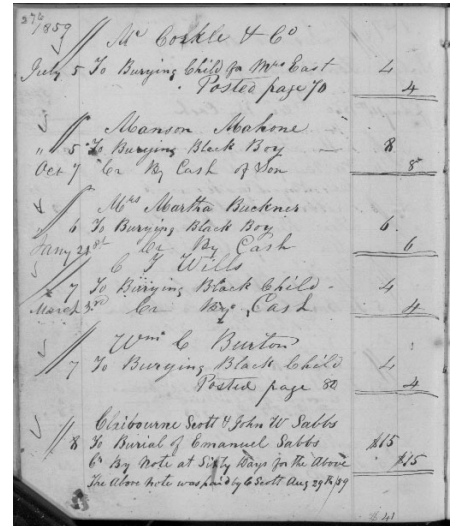 1859
Mc Corkle & Co
July 5 To Burying Child for Mrs East 4
Posted page 70 4
Manson Mahone
" 5 To Burying Black Boy 8
Oct 7 Cr By Cash of Son 8
Mrs Martha Buckner
6 To Burying Black Boy 6
Jany 21st Cr By Cash 6
C T Wills
7 To Burying Black Child 4
March 3rd Cr By Cash 4
Wm C Burton
7 To Burying Black Child 4
Posted page 80 4
Claibourne Scott & John W Sabbs
8 To Burial of Emanuel Sabbs $15
Cr By Note at Sixty Days for the Above $15
The Above Note was paid by C Scott Aug 29th/59